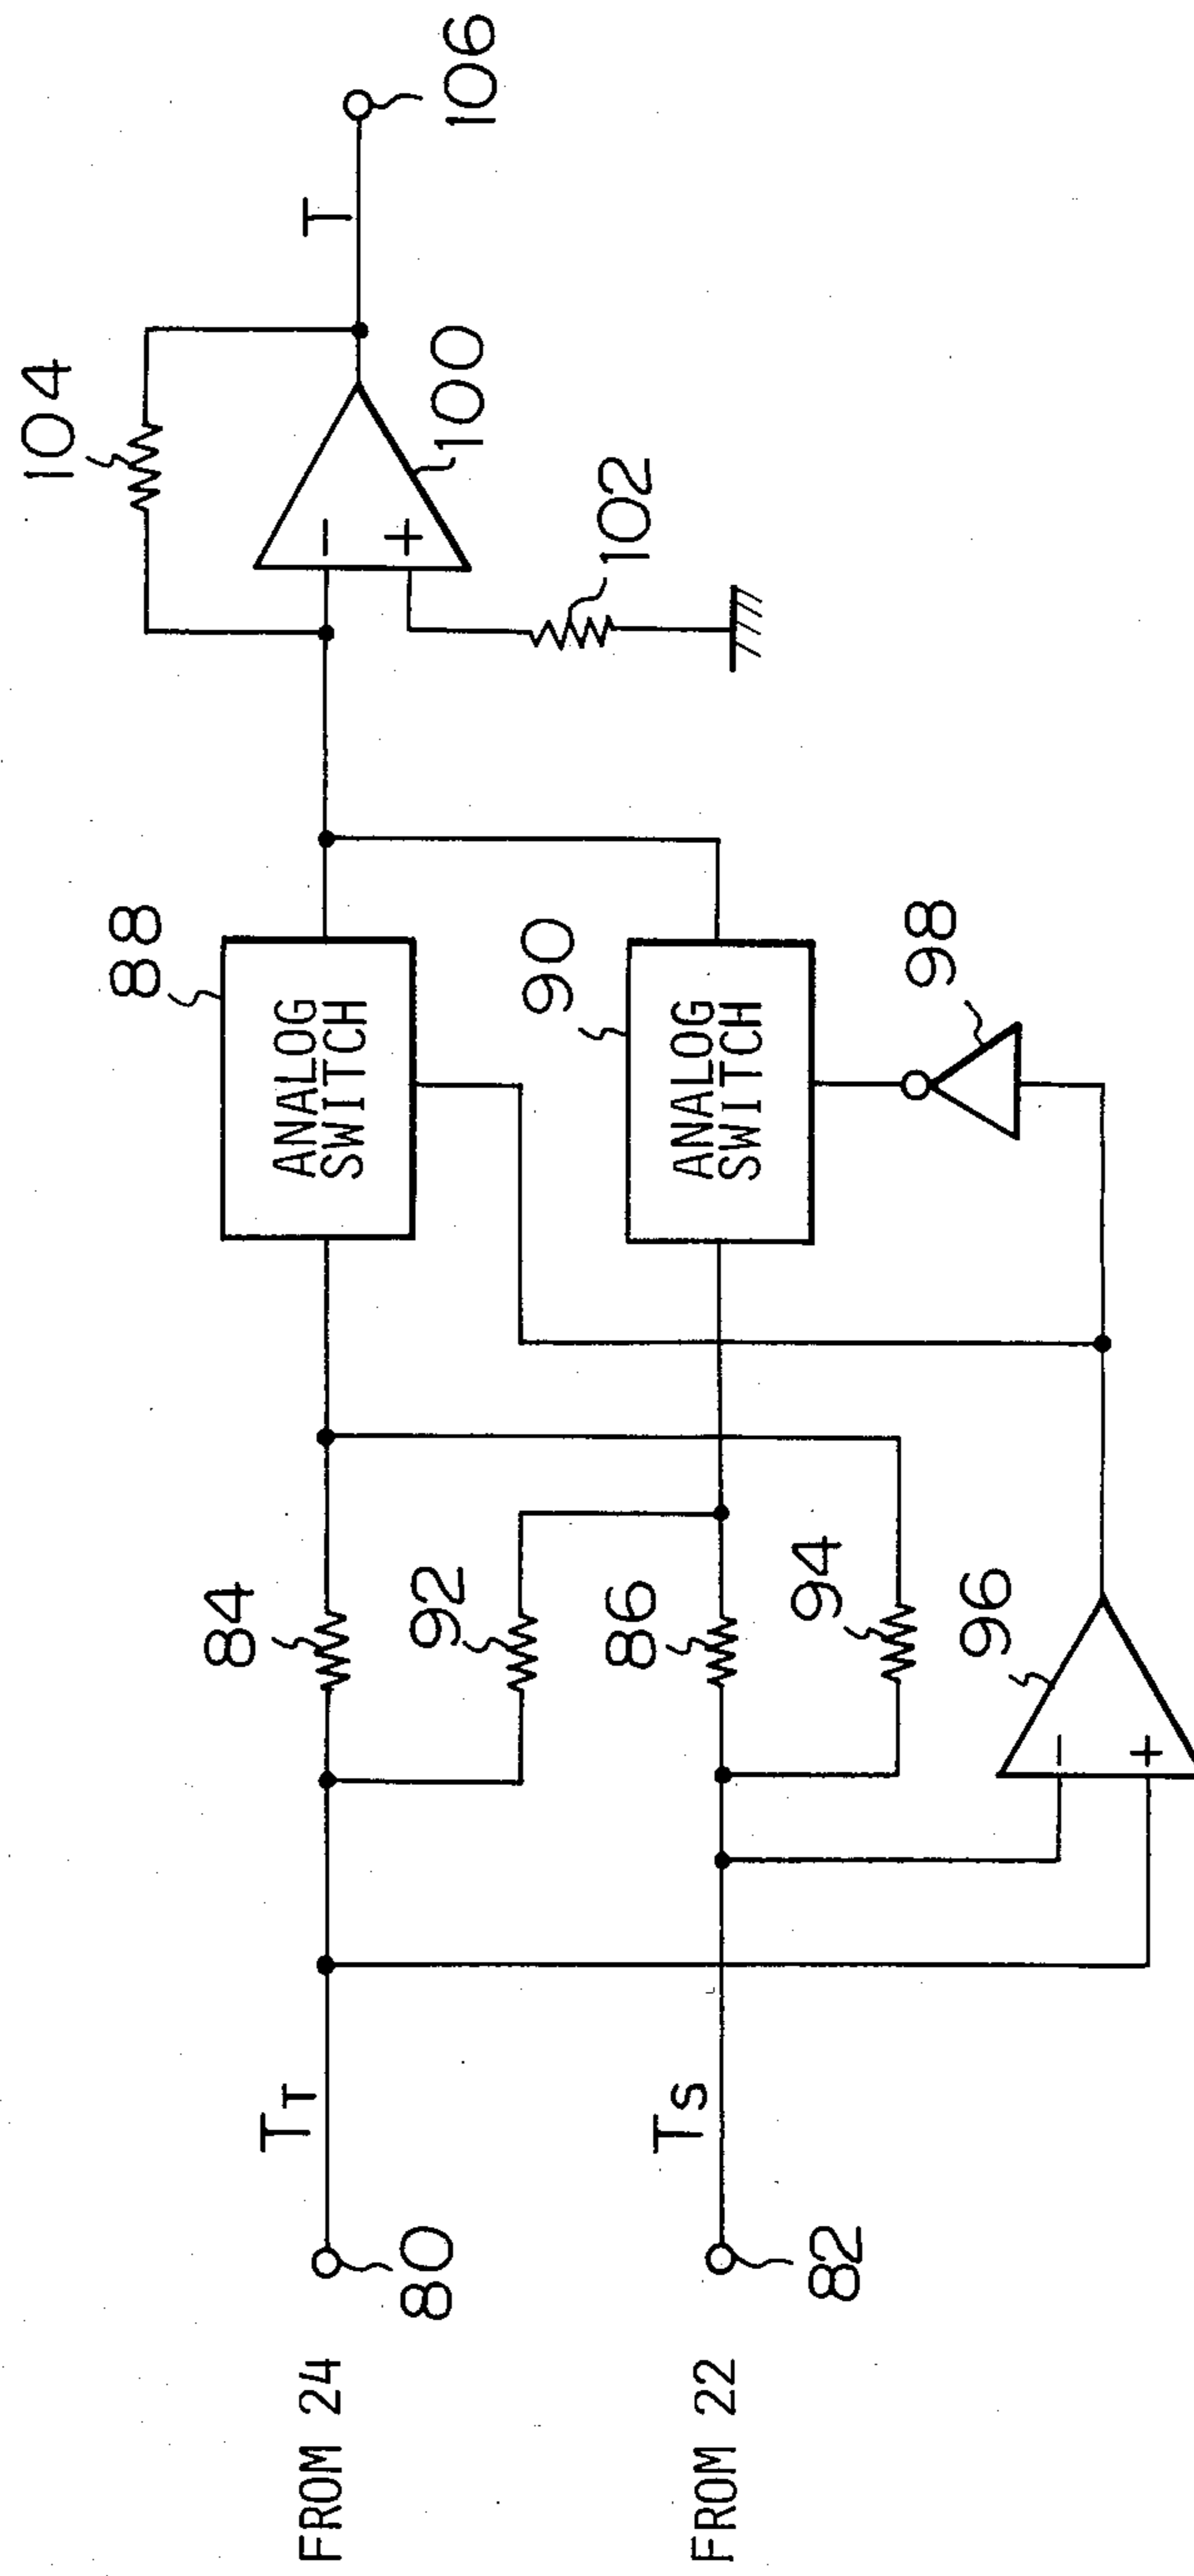 FROM 24
80
TT
84
88
ANALOG
SWITCH
104
100
T
106
92
FROM 22
82
TS
86
90
ANALOG
SWITCH
−
+
102
94
96
−
+
98